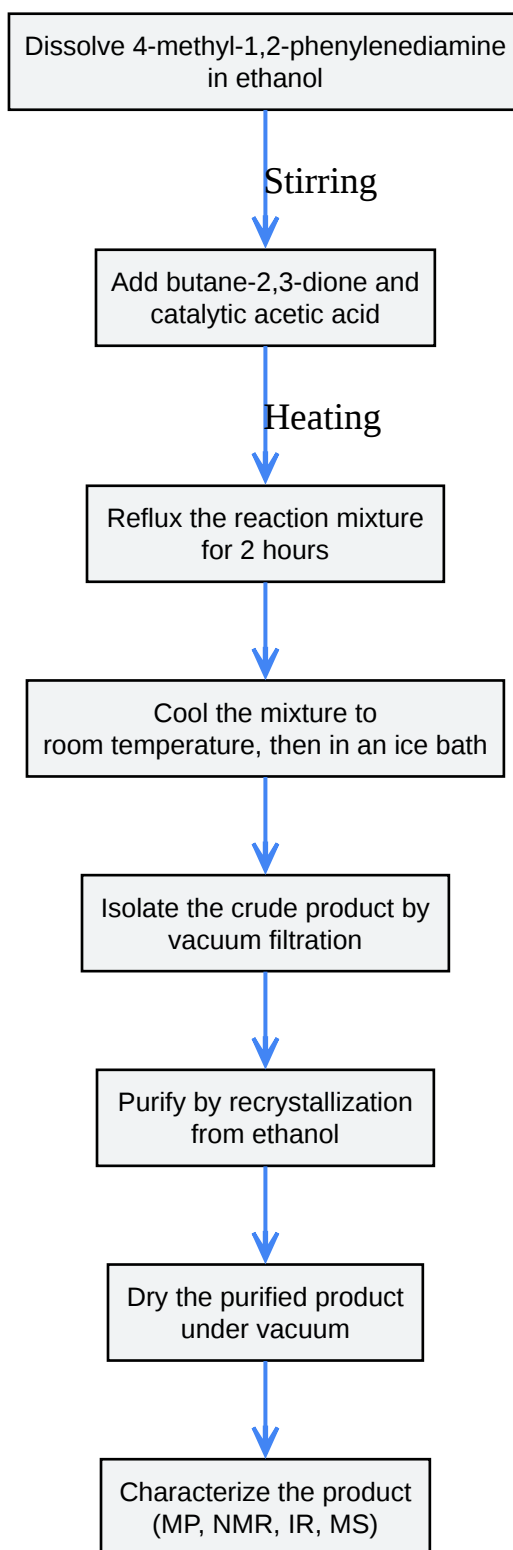 Dissolve 4-methyl-1,2-phenylenediamine
in ethanol
Stirring
Add butane-2,3-dione and
catalytic acetic acid
Heating
Reflux the reaction mixture
for 2 hours
Cool the mixture to
room temperature, then in an ice bath
Isolate the crude product by
vacuum filtration
Purify by recrystallization
from ethanol
Dry the purified product
under vacuum
Characterize the product
(MP, NMR, IR, MS)